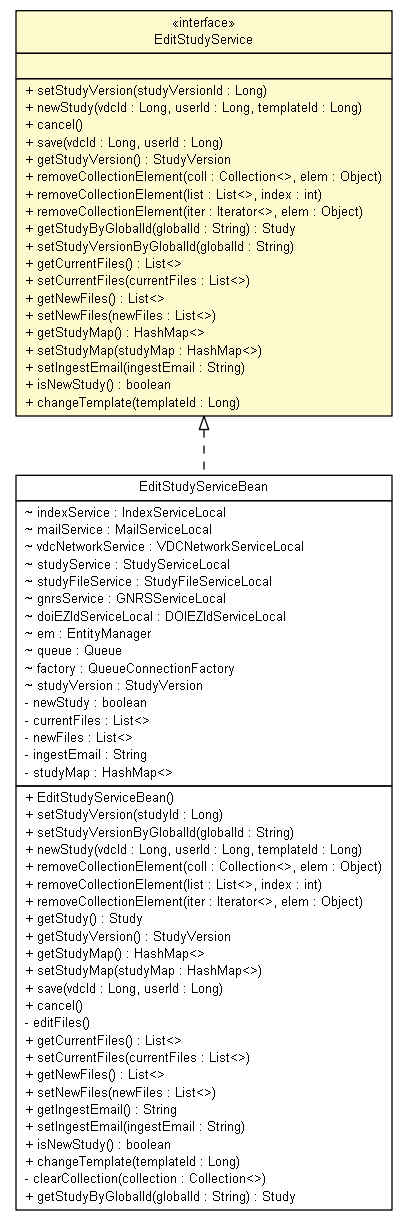 «interface»
EditStudyService
+ setStudyVersion(studyVersionId : Long)
+ newStudy(vdcId : Long, userId : Long, templateId : Long)
+ cancel()
+ save(vdcId : Long, userId : Long)
+ getStudyVersion() : StudyVersion
+ removeCollectionElement(coll : Collection<>, elem : Object)
+ removeCollectionElement(list : List<>, index : int)
+ removeCollectionElement(iter : Iterator<>, elem : Object)
+ getStudyByGlobalId(globalId : String) : Study
+ setStudyVersionByGlobalId(globalId : String)
+ getCurrentFiles() : List<>
+ setCurrentFiles(currentFiles : List<>)
+ getNewFiles() : List<>
+ setNewFiles(newFiles : List<>)
+ getStudyMap() : HashMap<>
+ setStudyMap(studyMap : HashMap<>)
+ setIngestEmail(ingestEmail : String)
+ isNewStudy() : boolean
+ changeTemplate(templateId : Long)
EditStudyServiceBean
~ indexService : IndexServiceLocal
~ mailService : MailServiceLocal
~ vdcNetworkService : VDCNetworkServiceLocal
~ studyService : StudyServiceLocal
~ studyFileService : StudyFileServiceLocal
~ gnrsService : GNRSServiceLocal
~ doiEZIdServiceLocal : DOIEZIdServiceLocal
~ em : EntityManager
~ queue : Queue
~ factory : QueueConnectionFactory
~ studyVersion : StudyVersion
- newStudy : boolean
- currentFiles : List<>
- newFiles : List<>
- ingestEmail : String
- studyMap : HashMap<>
+ EditStudyServiceBean()
+ setStudyVersion(studyId : Long)
+ setStudyVersionByGlobalId(globalId : String)
+ newStudy(vdcId : Long, userId : Long, templateId : Long)
+ removeCollectionElement(coll : Collection<>, elem : Object)
+ removeCollectionElement(list : List<>, index : int)
+ removeCollectionElement(iter : Iterator<>, elem : Object)
+ getStudy() : Study
+ getStudyVersion() : StudyVersion
+ getStudyMap() : HashMap<>
+ setStudyMap(studyMap : HashMap<>)
+ save(vdcId : Long, userId : Long)
+ cancel()
- editFiles()
+ getCurrentFiles() : List<>
+ setCurrentFiles(currentFiles : List<>)
+ getNewFiles() : List<>
+ setNewFiles(newFiles : List<>)
+ getIngestEmail() : String
+ setIngestEmail(ingestEmail : String)
+ isNewStudy() : boolean
+ changeTemplate(templateId : Long)
- clearCollection(collection : Collection<>)
+ getStudyByGlobalId(globalId : String) : Study